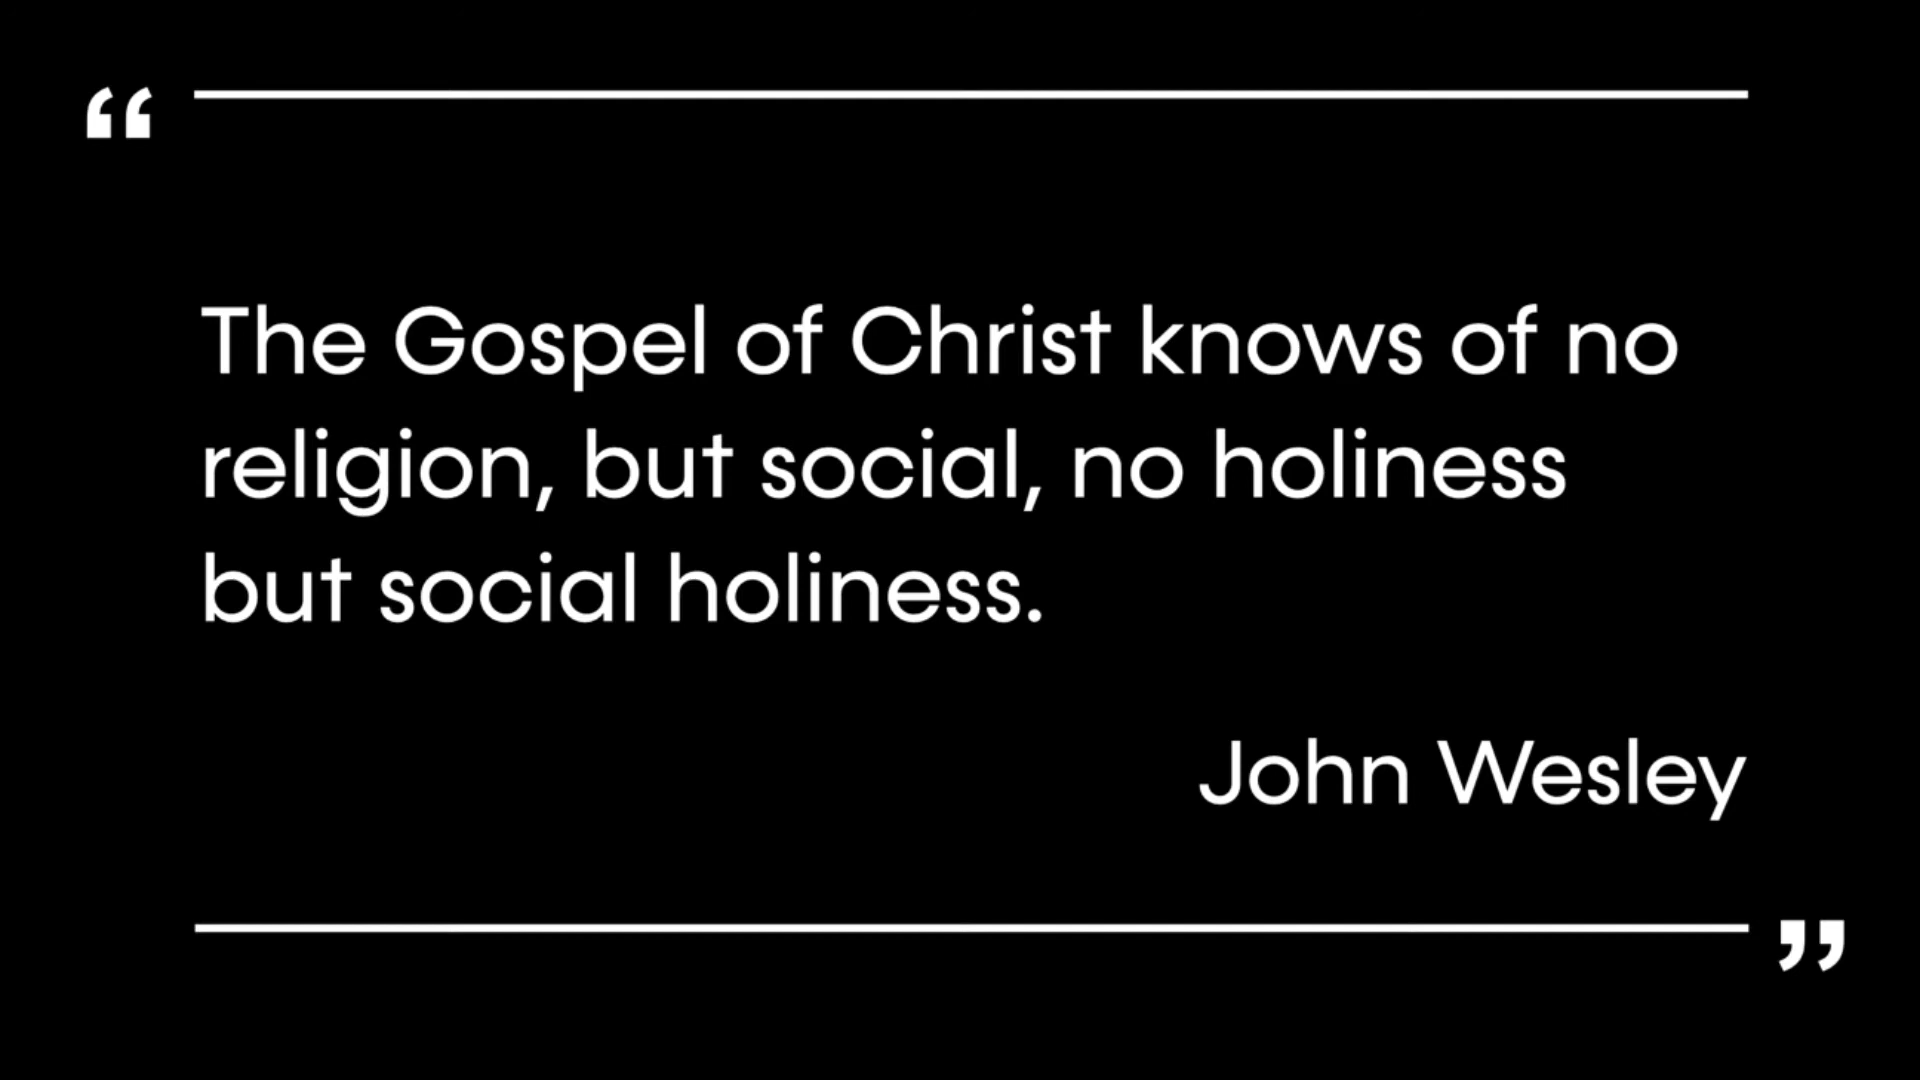 “
The Gospel of Christ knows of no
religion, but social, no holiness
but social holiness.
John Wesley
”